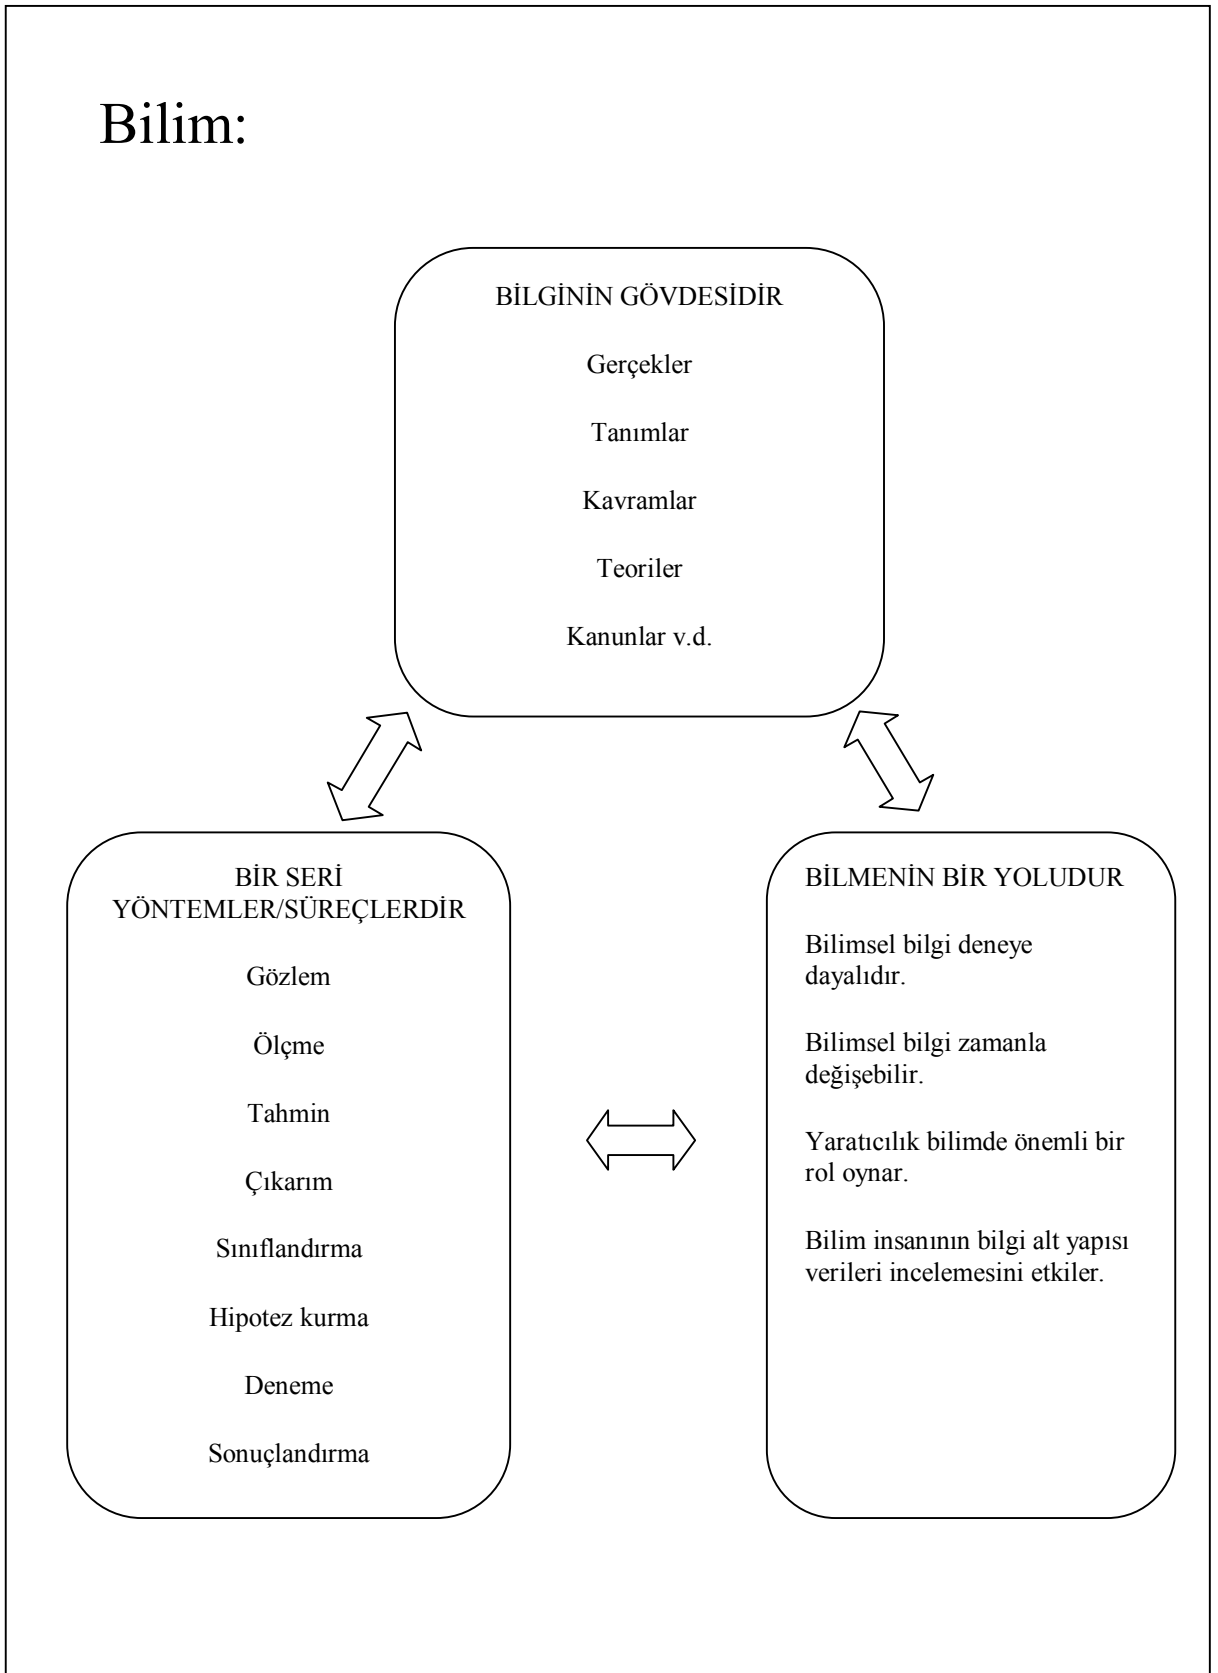 Bilim:
BİLGİNİN GÖVDESİDİR
Gerçekler
Tanımlar
Kavramlar
Teoriler
Kanunlar v.d.
BİR SERİ
YÖNTEMLER/SÜREÇLERDİR
Gözlem
Ölçme
Tahmin
Çıkarım
Sınıflandırma
Hipotez kurma
Deneme
Sonuçlandırma
BİLMENİN BİR YOLUDUR
Bilimsel bilgi deneye
dayalıdır.
Bilimsel bilgi zamanla
değişebilir.
Yaratıcılık bilimde önemli bir
rol oynar.
Bilim insanının bilgi alt yapısı
verileri incelemesini etkiler.